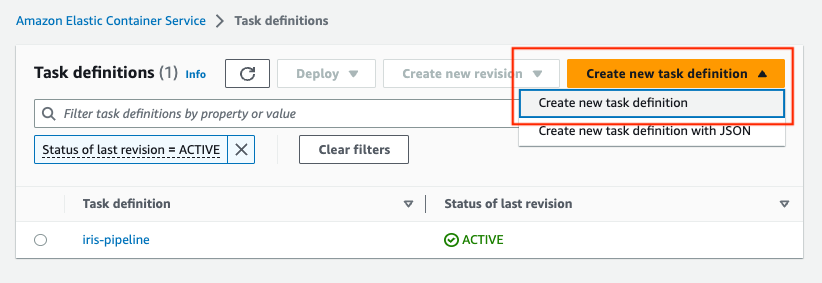 Amazon Elastic Container Service > Task definitions
Task definitions (1) Info
Deploy
Create new revision
Create new task definition
Filter task definitions by property or value
Create new task definition
Create new task definition with JSON
Status of last revision = ACTIVE
Clear filters
Task definition
Status of last revision
iris-pipeline
ACTIVE